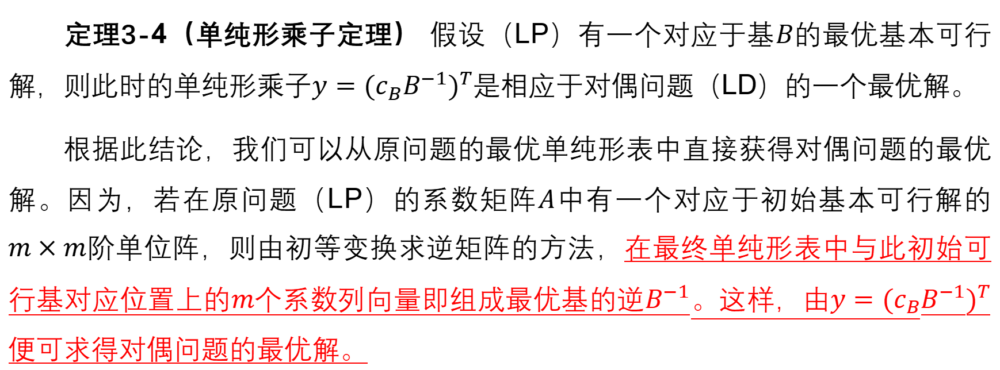 定理3-4（单纯形乘子定理） 假设（LP）有一个对应于基B的最优基本可行
解，则此时的单纯形乘子y = (c_B B⁻¹)ᵀ是相应于对偶问题（LD）的一个最优解。
根据此结论，我们可以从原问题的最优单纯形表中直接获得对偶问题的最优
解。因为，若在原问题（LP）的系数矩阵A中有一个对应于初始基本可行解的
m × m阶单位阵，则由初等变换求逆矩阵的方法，在最终单纯形表中与此初始可
行基对应位置上的m个系数列向量即组成最优基的逆B⁻¹。这样，由y = (c_B B⁻¹)ᵀ
便可求得对偶问题的最优解。